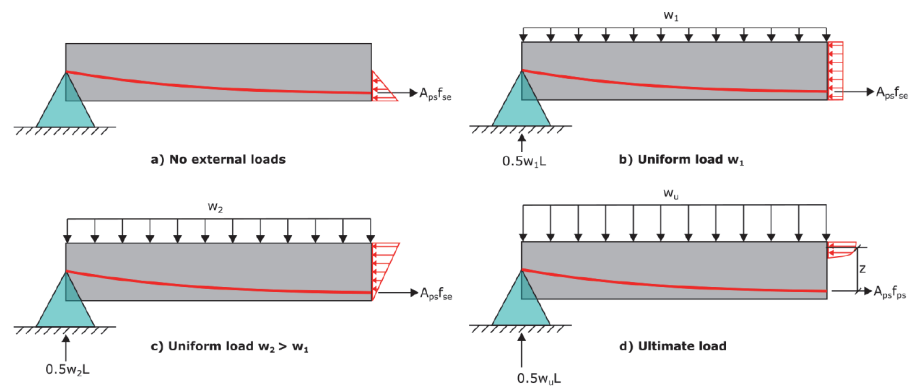 w₁
Aₚₛfₛₑ
Aₚₛfₛₑ
a) No external loads
0.5w₁L
b) Uniform load w₁
w₂
wᵤ
z
Aₚₛfₛₑ
Aₚₛfₚₛ
c) Uniform load w₂ > w₁
d) Ultimate load
0.5w₂L
0.5wᵤL